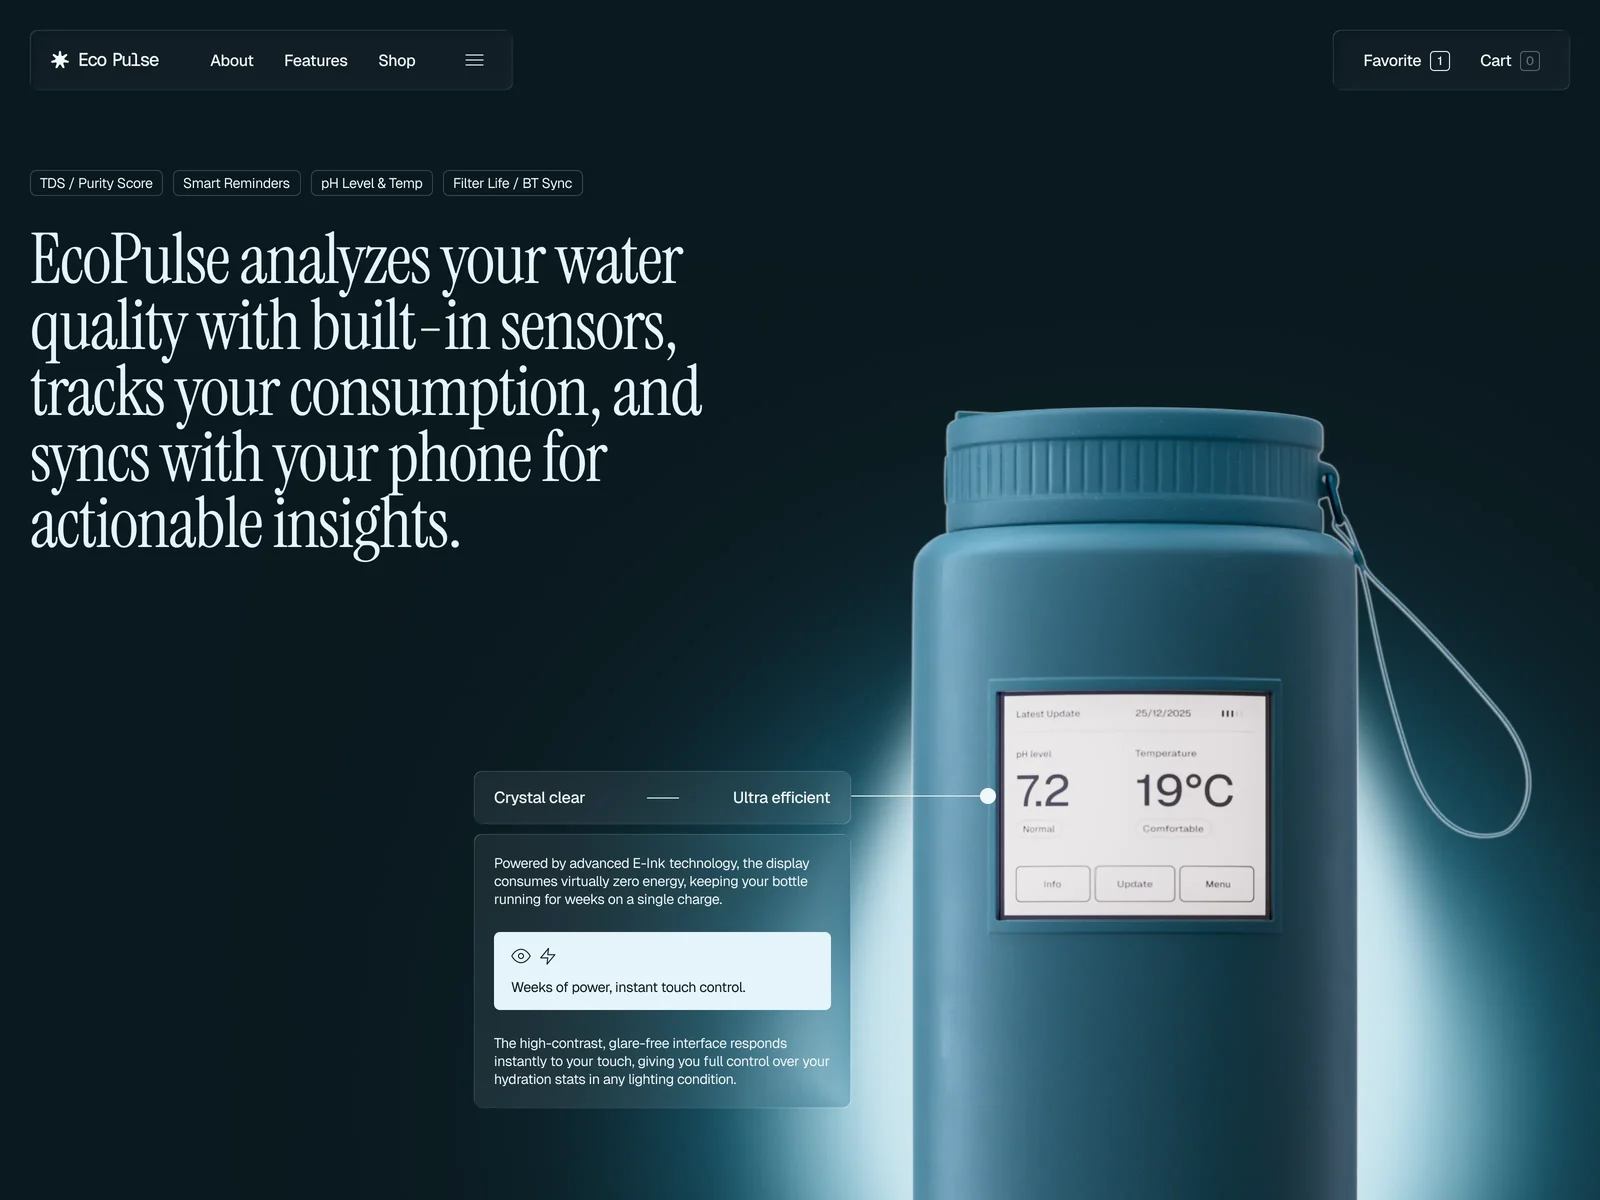 Eco Pulse
About
Features
Shop
Favorite 1
Cart 0
TDS / Purity Score
Smart Reminders
pH Level & Temp
Filter Life / BT Sync
EcoPulse analyzes your water
quality with built-in sensors,
tracks your consumption, and
syncs with your phone for
actionable insights.
Crystal clear — Ultra efficient
Powered by advanced E-Ink technology, the display
consumes virtually zero energy, keeping your bottle
running for weeks on a single charge.
Weeks of power, instant touch control.
The high-contrast, glare-free interface responds
instantly to your touch, giving you full control over your
hydration stats in any lighting condition.
Latest Update 25/12/2025
pH level Temperature
7.2 19°C
Normal Comfortable
Info Update Menu